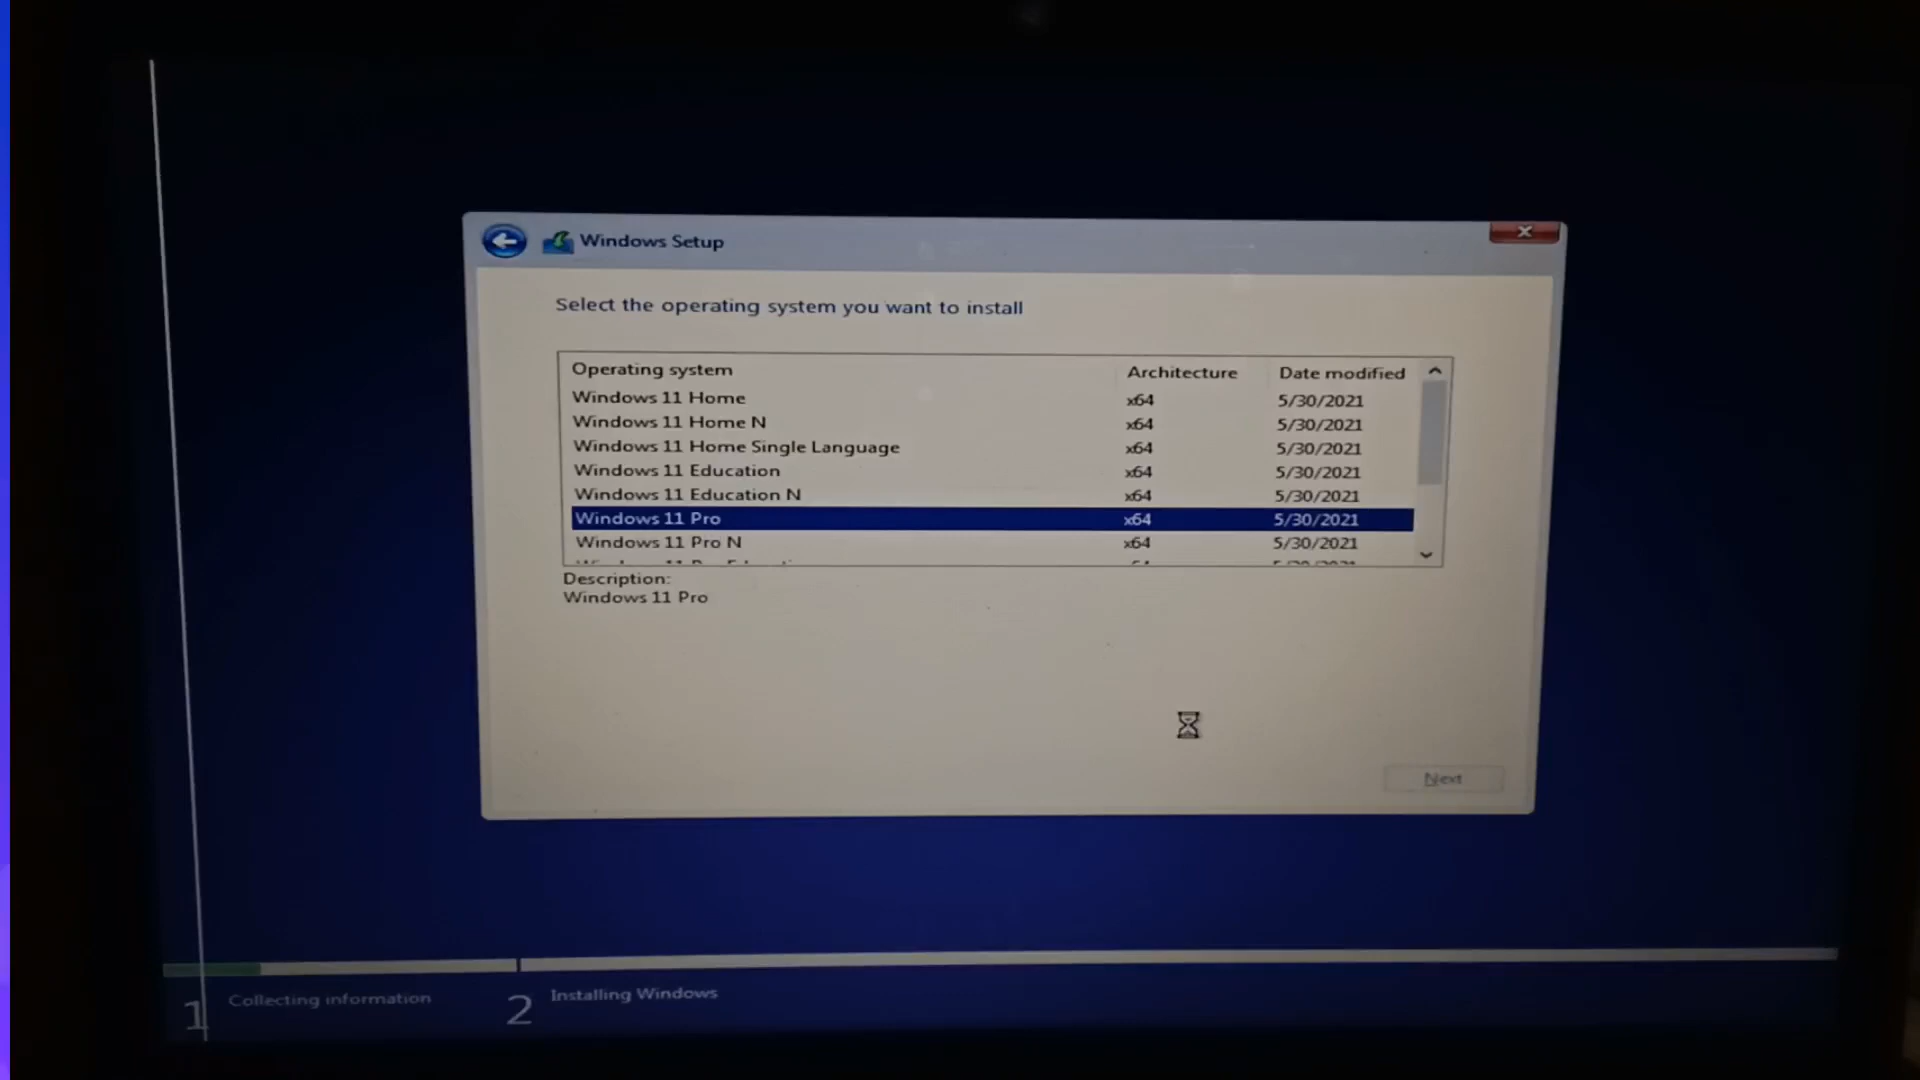 Windows Setup
Select the operating system you want to install
Operating system Architecture Date modified
Windows 11 Home x64 5/30/2021
Windows 11 Home N x64 5/30/2021
Windows 11 Home Single Language x64 5/30/2021
Windows 11 Education x64 5/30/2021
Windows 11 Education N x64 5/30/2021
Windows 11 Pro x64 5/30/2021
Windows 11 Pro N x64 5/30/2021
Description:
Windows 11 Pro
Next
1 Collecting information 2 Installing Windows